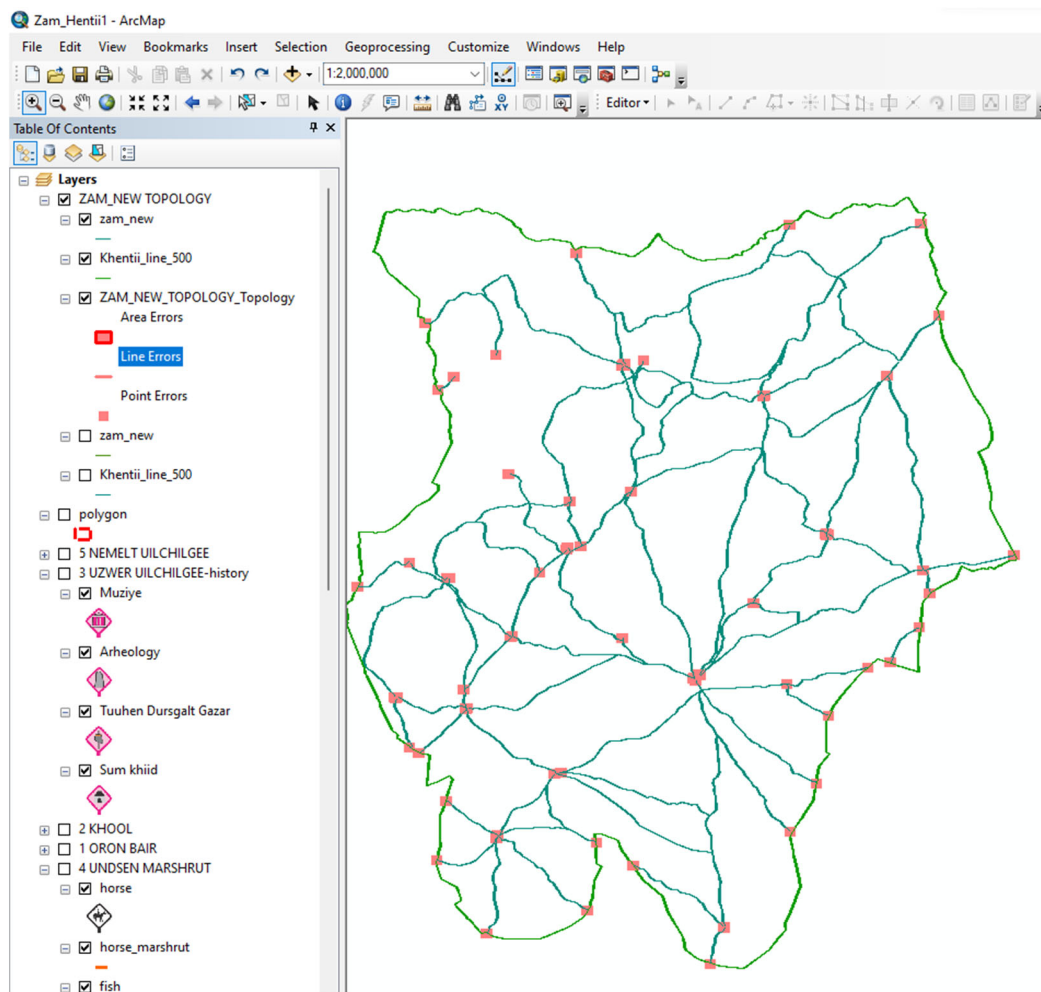 Zam_Hentii1 - ArcMap
File Edit View Bookmarks Insert Selection Geoprocessing Customize Windows Help
1:2,000,000
Editor
Table Of Contents
Layers
ZAM_NEW TOPOLOGY
zam_new
Khentii_line_500
ZAM_NEW_TOPOLOGY_Topology
Area Errors
Line Errors
Point Errors
zam_new
Khentii_line_500
polygon
5 NEMELT UILCHILGEE
3 UZWER UILCHILGEE-history
Muziye
Arheology
Tuuhen Dursgalt Gazar
Sum khiid
2 KHOOL
1 ORON BAIR
4 UNDSEN MARSHRUT
horse
horse_marshrut
fish